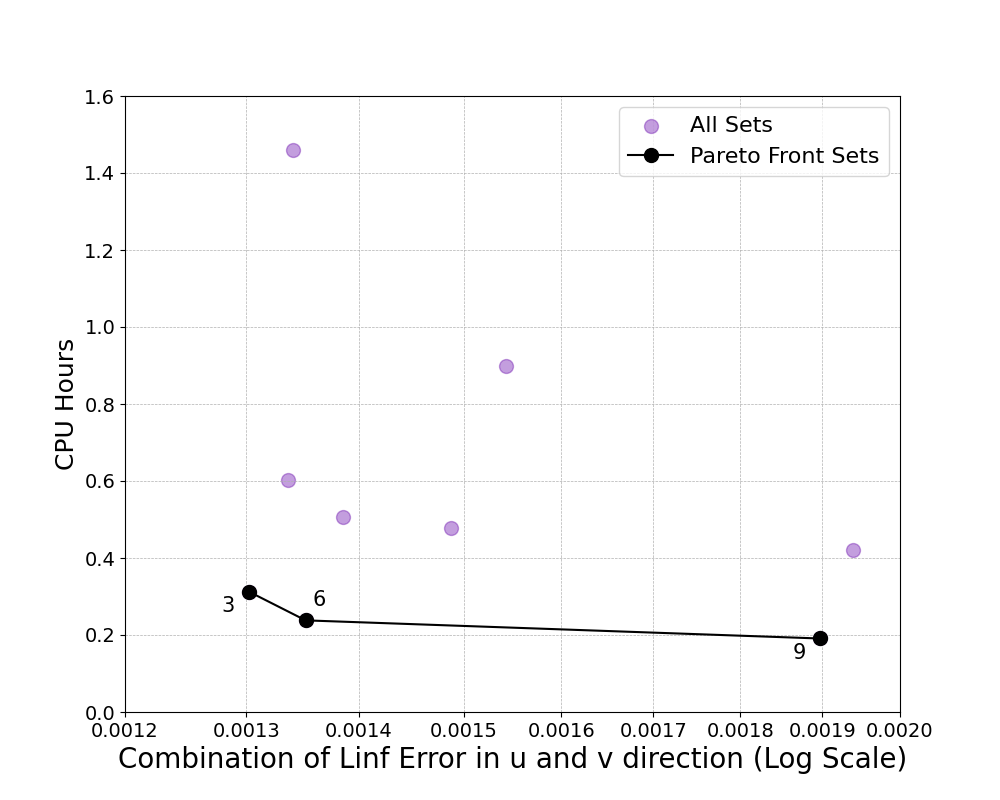 All Sets
Pareto Front Sets
1.6
1.4
1.2
1.0
0.8
0.6
0.4
0.2
0.0
CPU Hours
3
6
9
0.0012 0.0013 0.0014 0.0015 0.0016 0.0017 0.0018 0.0019 0.0020
Combination of Linf Error in u and v direction (Log Scale)